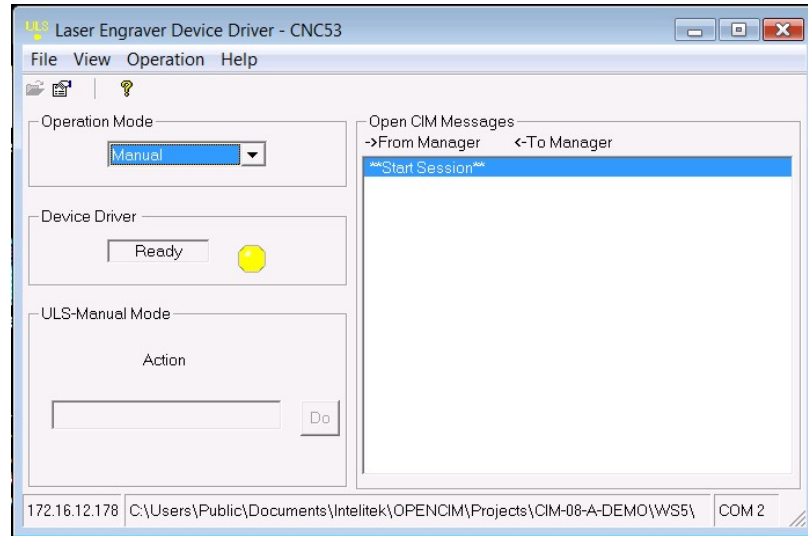 ULS Laser Engraver Device Driver - CNC53
File View Operation Help
Operation Mode
Manual
Device Driver
Ready
ULS-Manual Mode
Action
Do
Open CIM Messages
->From Manager <-To Manager
**Start Session**
172.16.12.178 C:\Users\Public\Documents\Intelitek\OPENCIM\Projects\CIM-08-A-DEMO\WS5\ COM 2